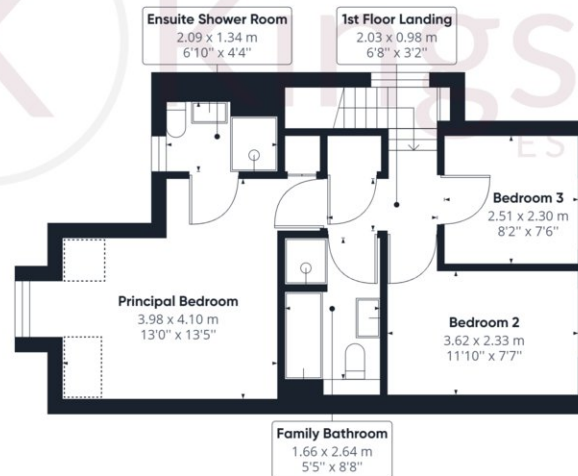 Kings
ES
Ensuite Shower Room
2.09 x 1.34 m
6'10" x 4'4"
1st Floor Landing
2.03 x 0.98 m
6'8" x 3'2"
Bedroom 3
2.51 x 2.30 m
8'2" x 7'6"
Principal Bedroom
3.98 x 4.10 m
13'0" x 13'5"
Bedroom 2
3.62 x 2.33 m
11'10" x 7'7"
Family Bathroom
1.66 x 2.64 m
5'5" x 8'8"